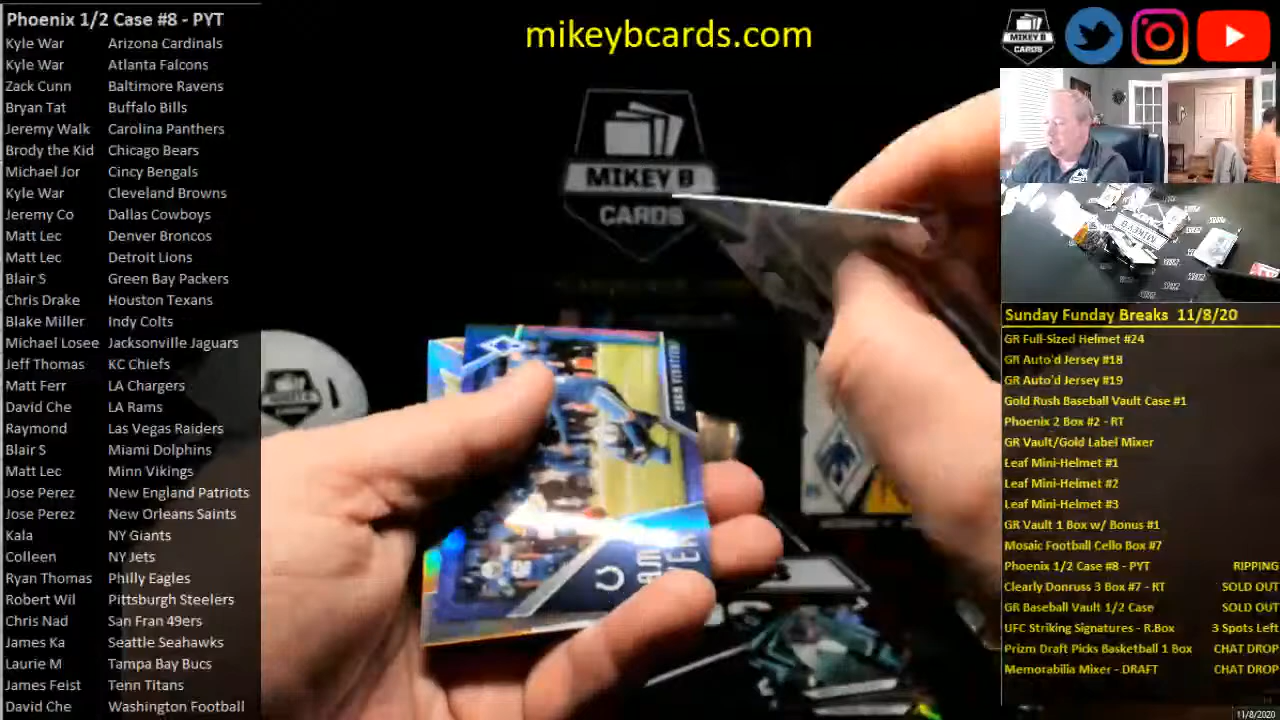 Phoenix 1/2 Case #8 - PYT
Kyle War Arizona Cardinals
Kyle War Atlanta Falcons
Zack Cunn Baltimore Ravens
Bryan Tat Buffalo Bills
Jeremy Walk Carolina Panthers
Brody the Kid Chicago Bears
Michael Jor Cincy Bengals
Kyle War Cleveland Browns
Jeremy Co Dallas Cowboys
Matt Lec Denver Broncos
Matt Lec Detroit Lions
Blair S Green Bay Packers
Chris Drake Houston Texans
Blake Miller Indy Colts
Michael Losee Jacksonville Jaguars
Jeff Thomas KC Chiefs
Matt Ferr LA Chargers
David Che LA Rams
Raymond Las Vegas Raiders
Blair S Miami Dolphins
Matt Lec Minn Vikings
Jose Perez New England Patriots
Jose Perez New Orleans Saints
Kala NY Giants
Colleen NY Jets
Ryan Thomas Philly Eagles
Robert Wil Pittsburgh Steelers
Chris Nad San Fran 49ers
James Ka Seattle Seahawks
Laurie M Tampa Bay Bucs
James Feist Tenn Titans
David Che Washington Football
mikeybcards.com
MIKEY B
CARDS
MIKEY B
CARDS
Sunday Funday Breaks 11/8/20
GR Full-Sized Helmet #24
GR Auto'd Jersey #18
GR Auto'd Jersey #19
Gold Rush Baseball Vault Case #1
Phoenix 2 Box #2 - RT
GR Vault/Gold Label Mixer
Leaf Mini-Helmet #1
Leaf Mini-Helmet #2
Leaf Mini-Helmet #3
GR Vault 1 Box w/ Bonus #1
Mosaic Football Cello Box #7
Phoenix 1/2 Case #8 - PYT RIPPING
Clearly Donruss 3 Box #7 - RT SOLD OUT
GR Baseball Vault 1/2 Case SOLD OUT
UFC Striking Signatures - R.Box 3 Spots Left
Prizm Draft Picks Basketball 1 Box CHAT DROP
Memorabilia Mixer - DRAFT CHAT DROP
11/8/2020